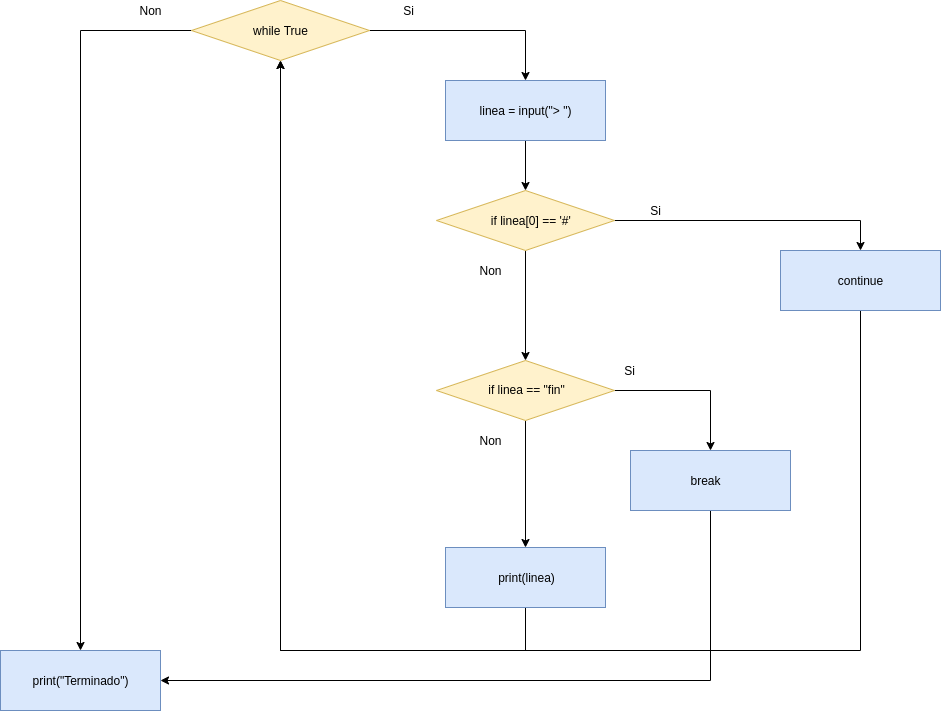 Non
Si
while True
linea = input("> ")
Si
if linea[0] == '#'
Non
continue
Si
if linea == "fin"
Non
break
print(linea)
print("Terminado")